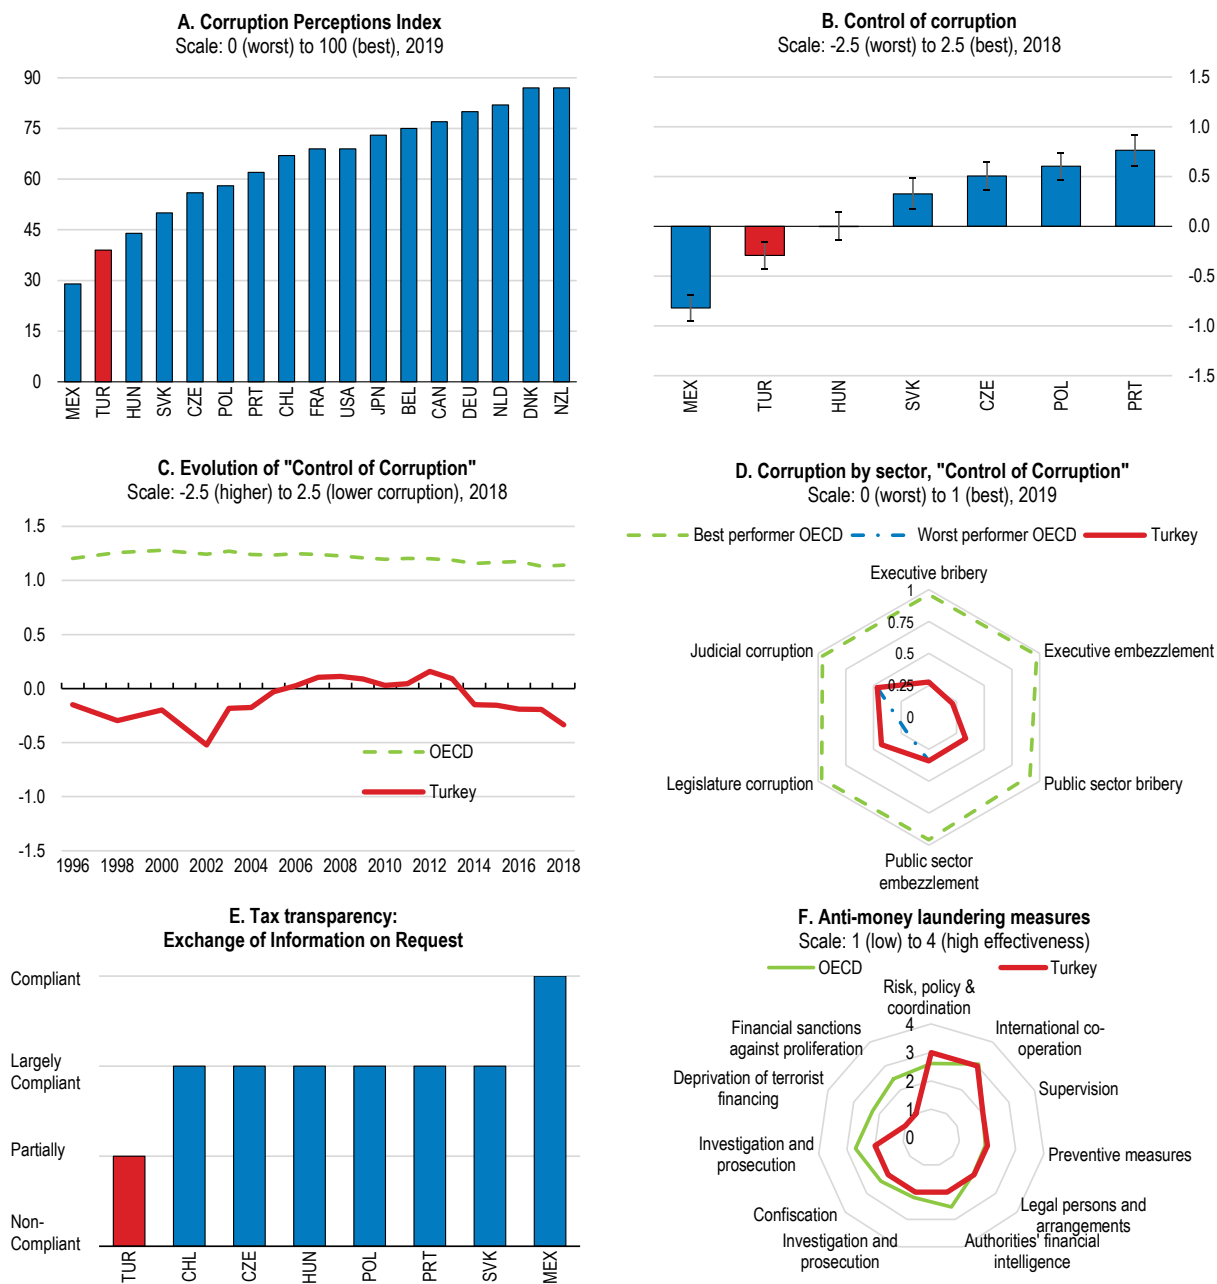 A. Corruption Perceptions Index
Scale: 0 (worst) to 100 (best), 2019
90
75
60
45
30
15
0
MEX
TUR
HUN
SVK
CZE
POL
PRT
CHL
FRA
USA
JPN
BEL
CAN
DEU
NLD
DNK
NZL
B. Control of corruption
Scale: -2.5 (worst) to 2.5 (best), 2018
1.5
1.0
0.5
0.0
-0.5
-1.0
-1.5
MEX
TUR
HUN
SVK
CZE
POL
PRT
C. Evolution of "Control of Corruption"
Scale: -2.5 (higher) to 2.5 (lower corruption), 2018
1.5
1.0
0.5
0.0
-0.5
-1.0
-1.5
OECD
Turkey
1996 1998 2000 2002 2004 2006 2008 2010 2012 2014 2016 2018
D. Corruption by sector, "Control of Corruption"
Scale: 0 (worst) to 1 (best), 2019
Best performer OECD Worst performer OECD Turkey
Executive bribery
1
0.75
0.5
0.25
0
Executive embezzlement
Public sector bribery
Public sector
embezzlement
Legislature corruption
Judicial corruption
E. Tax transparency:
Exchange of Information on Request
Compliant
Largely
Compliant
Partially
Non-
Compliant
TUR
CHL
CZE
HUN
POL
PRT
SVK
MEX
F. Anti-money laundering measures
Scale: 1 (low) to 4 (high effectiveness)
OECD Turkey
Risk, policy &
coordination
4
3
2
1
0
International co-
operation
Supervision
Preventive measures
Legal persons and
arrangements
Authorities' financial
intelligence
Investigation and
prosecution
Confiscation
Investigation and
prosecution
Deprivation of terrorist
financing
Financial sanctions
against proliferation